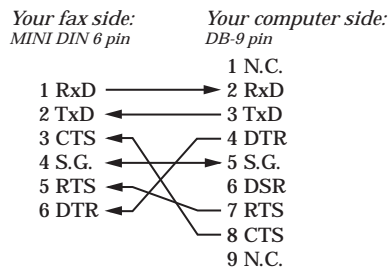 Your fax side: Your computer side:
MINI DIN 6 pin DB-9 pin
1 N.C.
1 RxD 2 RxD
2 TxD 3 TxD
3 CTS 4 DTR
4 S.G. 5 S.G.
5 RTS 6 DSR
6 DTR 7 RTS
8 CTS
9 N.C.